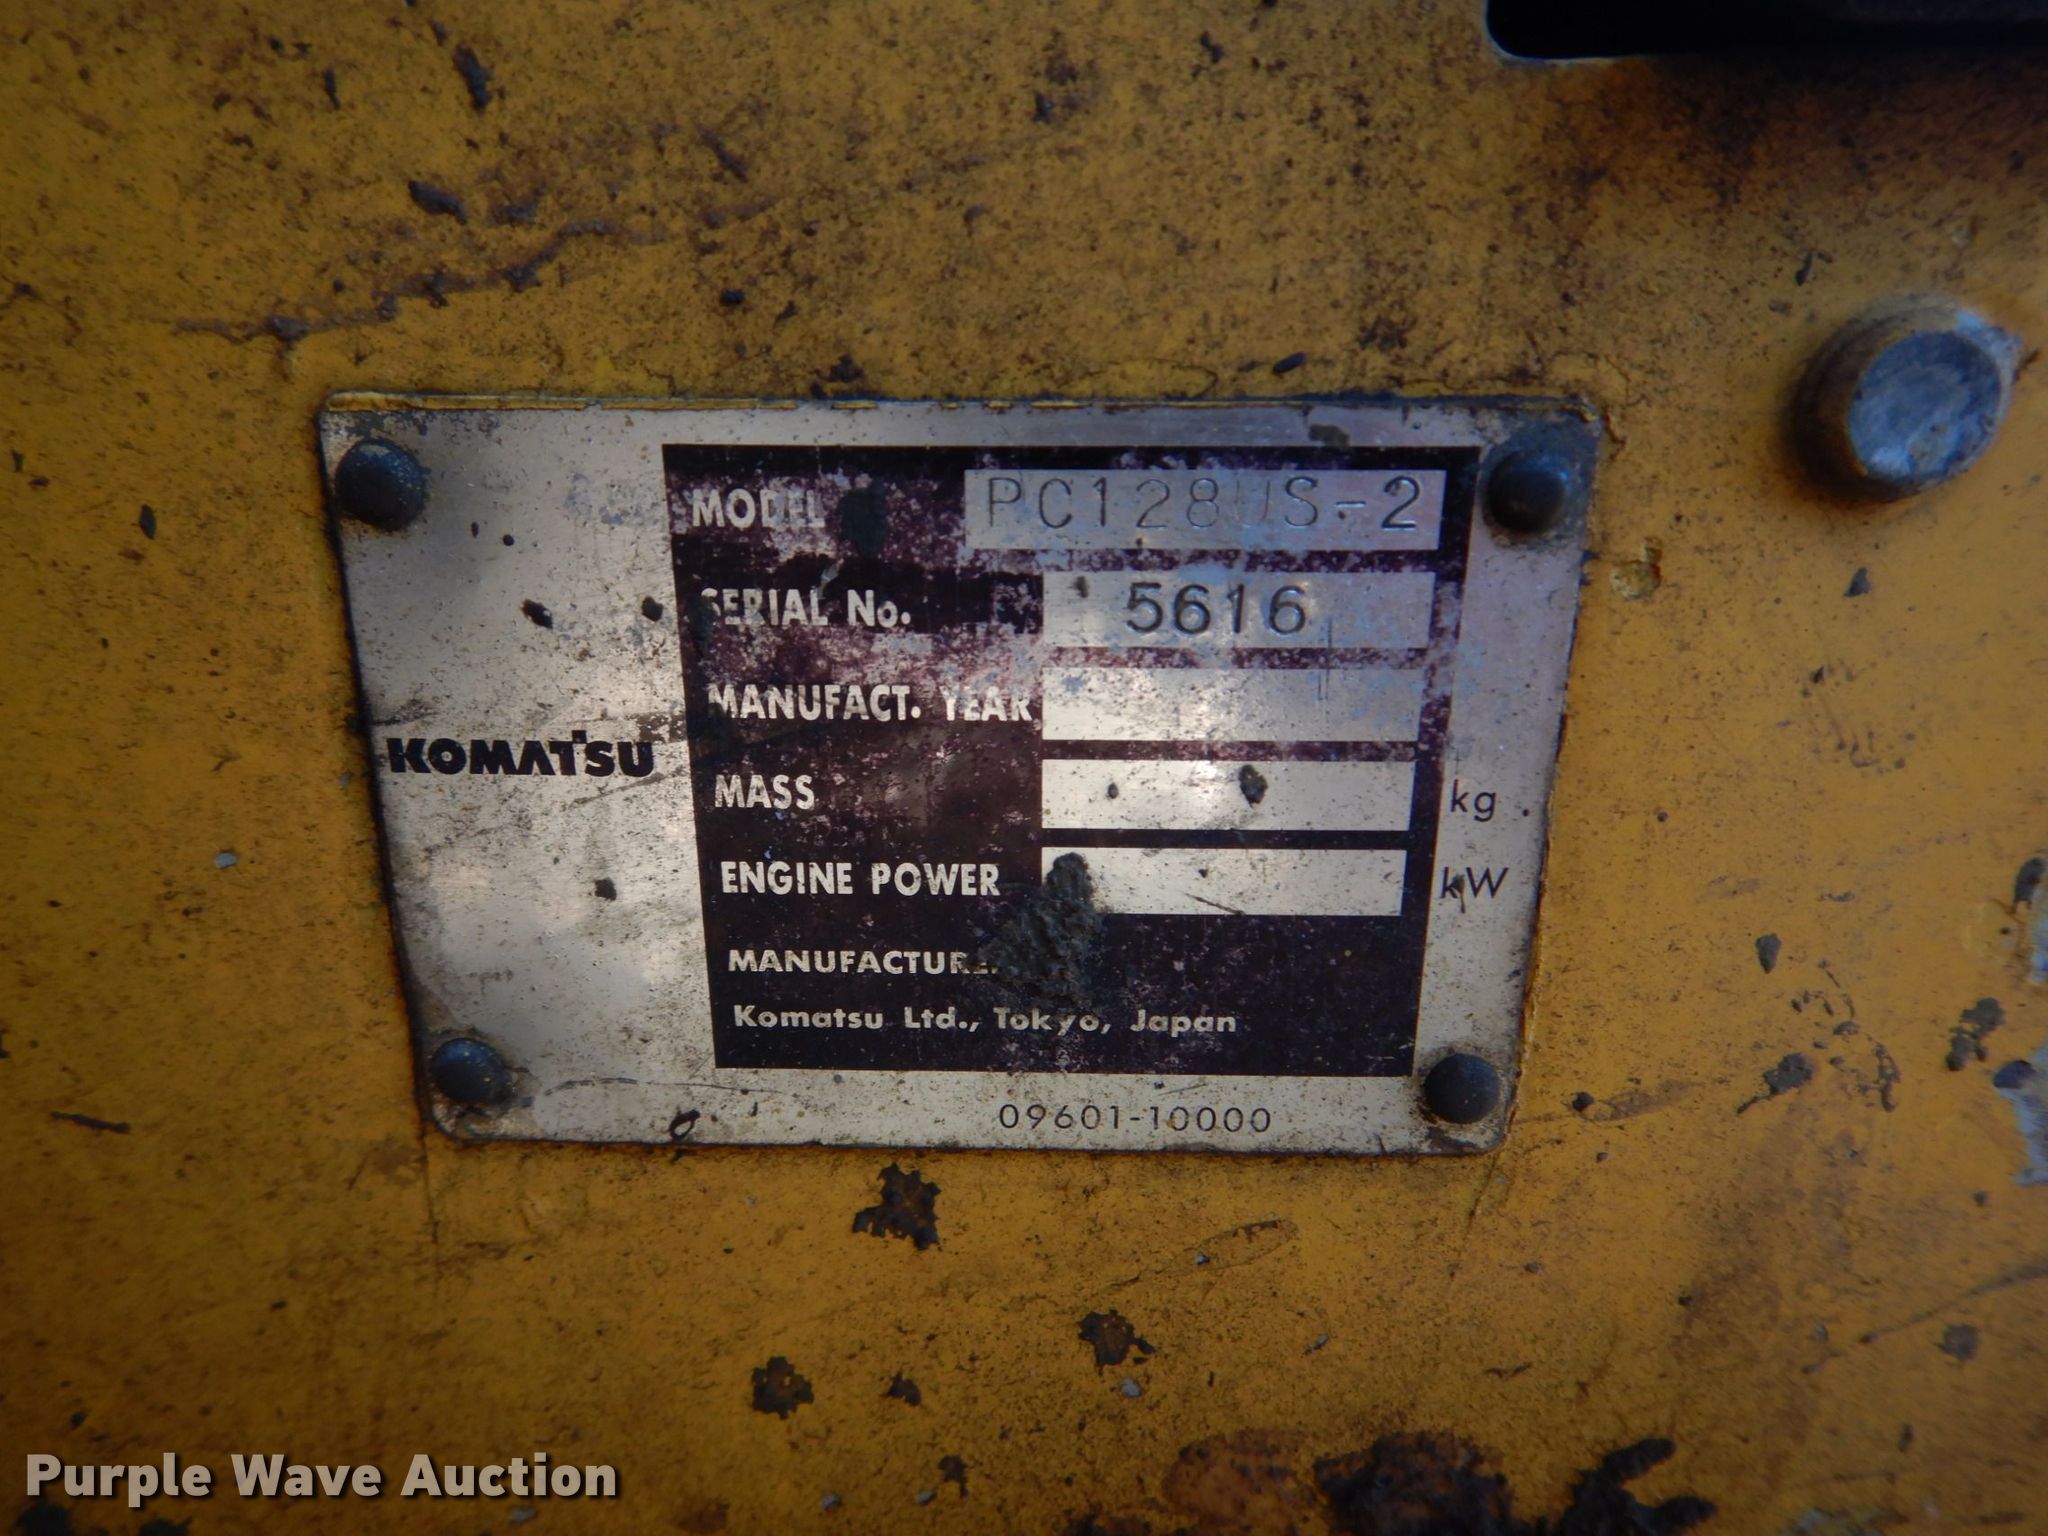 MODEL PC128US-2
SERIAL No. 5616
MANUFACT. YEAR
KOMATSU
MASS kg
ENGINE POWER kW
MANUFACTURE
Komatsu Ltd., Tokyo, Japan
09601-10000
Purple Wave Auction